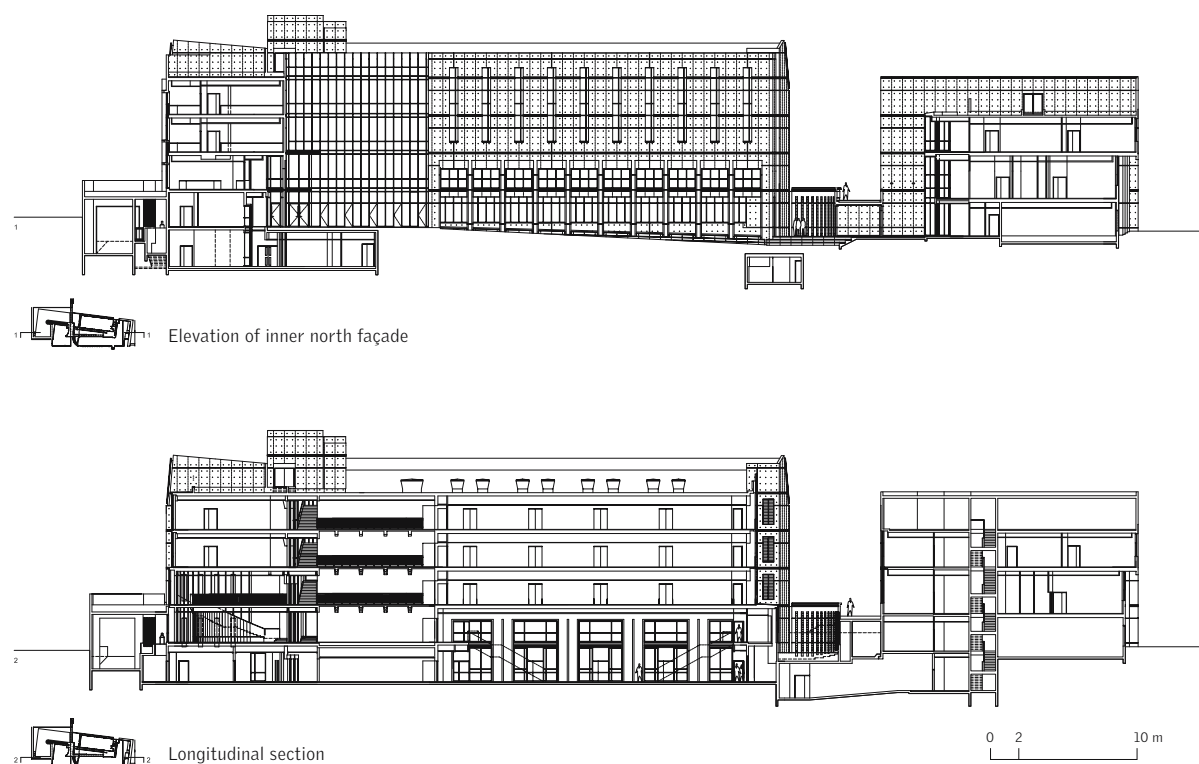 1
1 1
Elevation of inner north façade
2
2 2
Longitudinal section
0 2 10 m